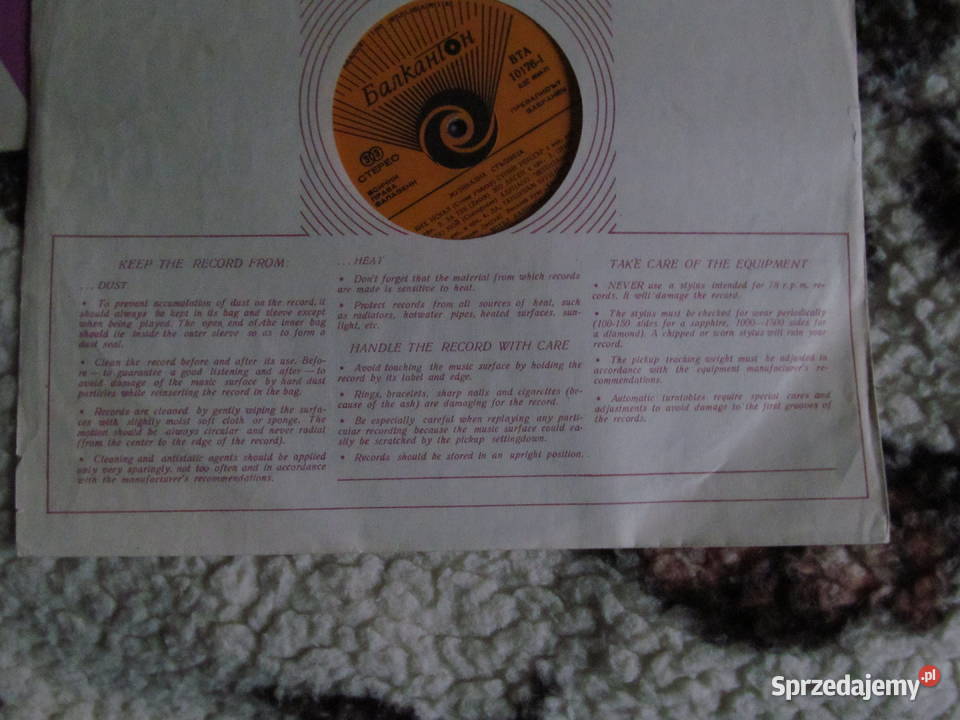 Балкантон
ВТА
10176-I
33
СТЕРЕО
ВСИЧКИ
ПРАВА
ЗАПАЗЕНИ
KEEP THE RECORD FROM:
... DUST
• To prevent accumulation of dust on the record, it
should always be kept in its bag and sleeve except
when being played. The open end of the inner bag
should lie inside the outer sleeve so as to form a
dust seal.
• Clean the record before and after its use. Befo-
re — to guarantee a good listening and after — to
avoid damage of the music surface by hard dust
particles while reinserting the record in the bag.
• Records are cleaned by gently wiping the surfa-
ces with slightly moist soft cloth or sponge. The
motion should be always circular and never radial
(from the center to the edge of the record).
• Cleaning and antistatic agents should be applied
only very sparingly, not too often and in accordance
with the manufacturer's recommendations.
... HEAT
• Don't forget that the material from which records
are made is sensitive to heat.
• Protect records from all sources of heat, such
as radiators, hotwater pipes, heated surfaces, sun-
light, etc.
HANDLE THE RECORD WITH CARE
• Avoid touching the music surface by holding the
record by its label and edge.
• Rings, bracelets, sharp nails and cigarettes (be-
cause of the ash) are damaging for the record.
• Be especially careful when replaying any parti-
cular recording because the music surface could ea-
sily be scratched by the pickup settingdown.
• Records should be stored in an upright position.
TAKE CARE OF THE EQUIPMENT
• NEVER use a stylus intended for 78 r.p.m. re-
cords. It will damage the record.
• The stylus must be checked for wear periodically
(100-150 sides for a sapphire, 1000—1500 sides for
a diamond). A chipped or worn stylus will ruin your
record.
• The pickup tracking weight must be adjusted in
accordance with the equipment manufacturer's re-
commendations.
• Automatic turntables require special cares and
adjustments to avoid damage to the first grooves of
the records.
Sprzedajemy.pl